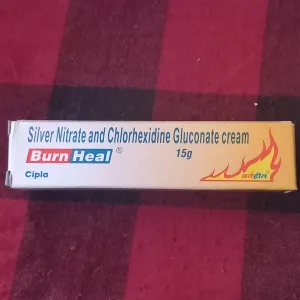 Silver Nitrate and Chlorhexidine Gluconate cream
Burn Heal ® 15g
Cipla
बर्नहील